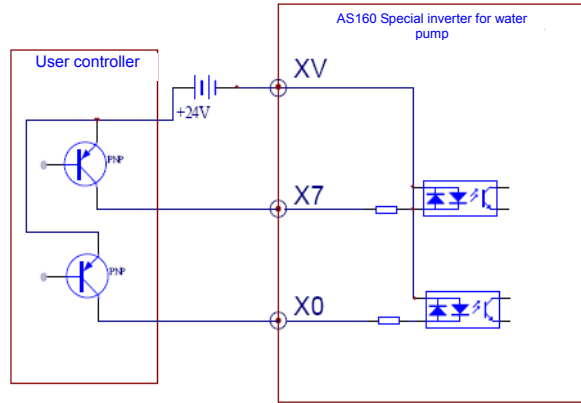 AS160 Special inverter for water
pump
User controller
XV
+24V
PNP
X7
PNP
X0